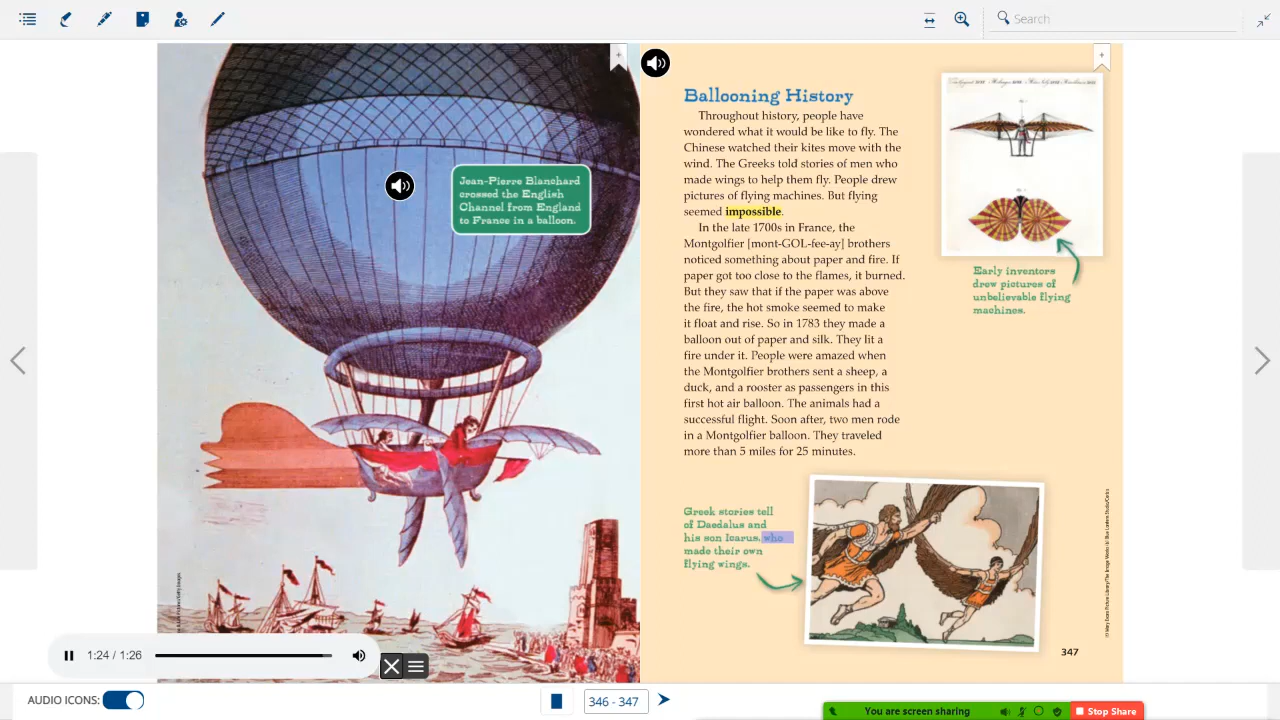 Search
Jean-Pierre Blanchard
crossed the English
Channel from England
to France in a balloon.
Ballooning History
Throughout history, people have
wondered what it would be like to fly. The
Chinese watched their kites move with the
wind. The Greeks told stories of men who
made wings to help them fly. People drew
pictures of flying machines. But flying
seemed impossible.
In the late 1700s in France, the
Montgolfier [mont-GOL-fee-ay] brothers
noticed something about paper and fire. If
paper got too close to the flames, it burned.
But they saw that if the paper was above
the fire, the hot smoke seemed to make
it float and rise. So in 1783 they made a
balloon out of paper and silk. They lit a
fire under it. People were amazed when
the Montgolfier brothers sent a sheep, a
duck, and a rooster as passengers in this
first hot air balloon. The animals had a
successful flight. Soon after, two men rode
in a Montgolfier balloon. They traveled
more than 5 miles for 25 minutes.
Early inventors
drew pictures of
unbelievable flying
machines.
Greek stories tell
of Daedalus and
his son Icarus, who
made their own
flying wings.
347
1:24 / 1:26
AUDIO ICONS:
346 - 347
You are screen sharing
Stop Share